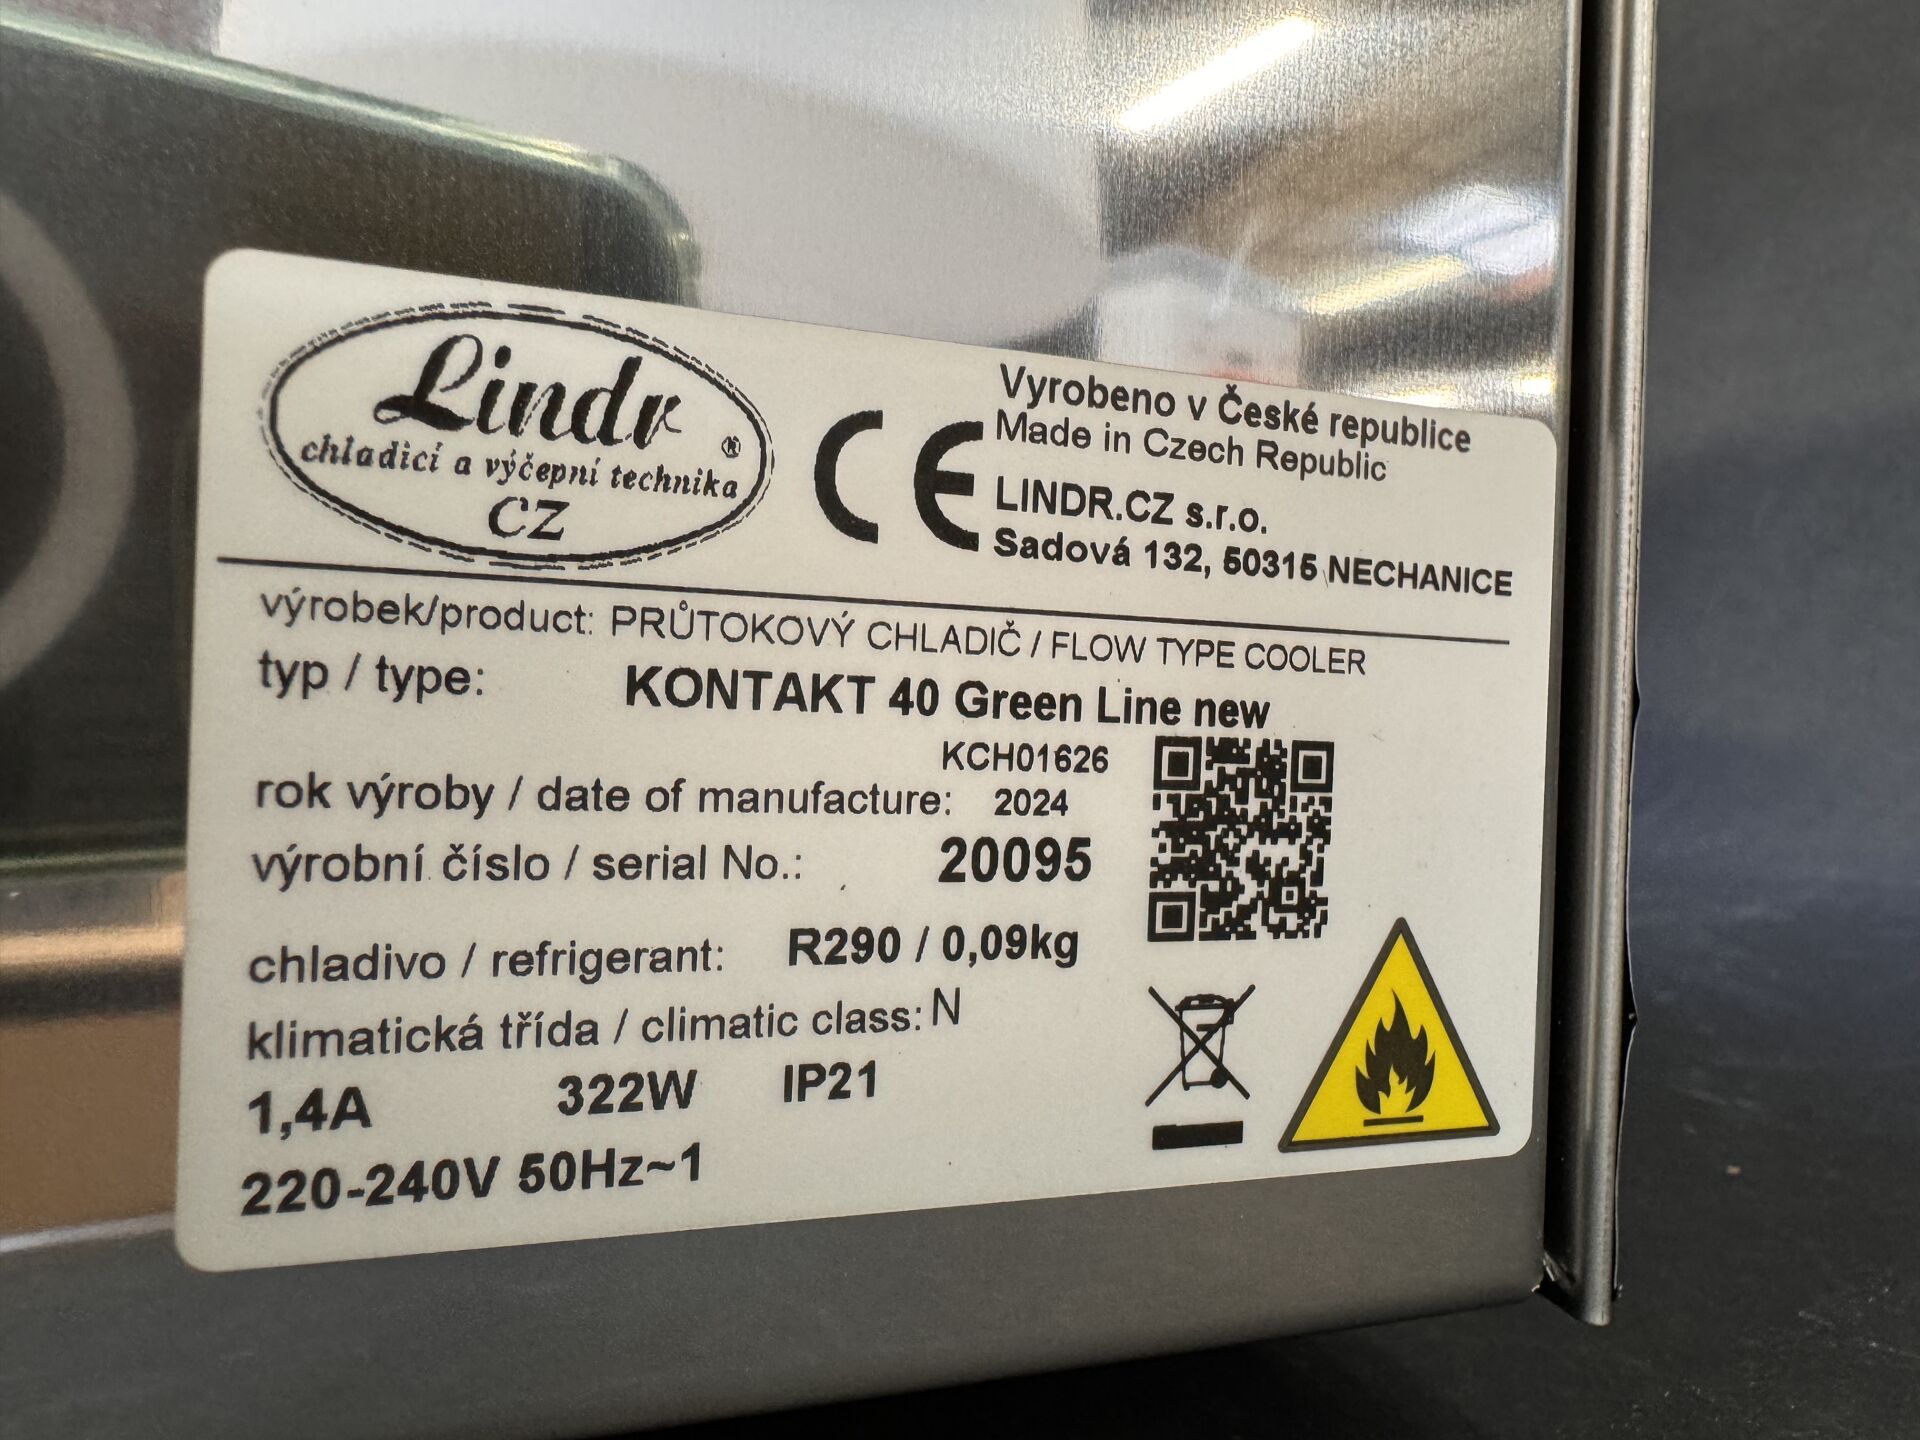 Lindr
®
chladicí a výčepní technika
CZ
CE
Vyrobeno v České republice
Made in Czech Republic
LINDR.CZ s.r.o.
Sadová 132, 50315 NECHANICE
výrobek/product: PRŮTOKOVÝ CHLADIČ / FLOW TYPE COOLER
typ / type: KONTAKT 40 Green Line new
KCH01626
rok výroby / date of manufacture: 2024
výrobní číslo / serial No.: 20095
chladivo / refrigerant: R290 / 0,09kg
klimatická třída / climatic class: N
1,4A 322W IP21
220-240V 50Hz~1